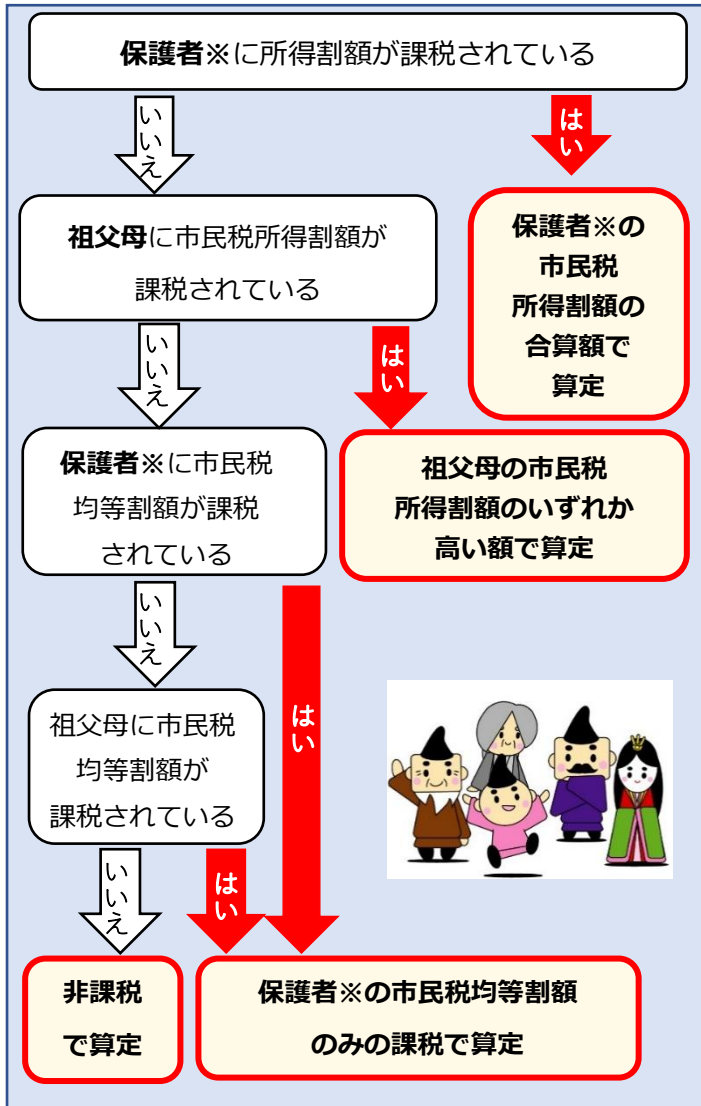 保護者※に所得割額が課税されている
いいえ
はい
祖父母に市民税所得割額が
課税されている
保護者※の
市民税
所得割額の
合算額で
算定
いいえ
はい
保護者※に市民税
均等割額が課税
されている
祖父母の市民税
所得割額のいずれか
高い額で算定
いいえ
はい
祖父母に市民税
均等割額が
課税されている
いいえ
はい
非課税
で算定
保護者※の市民税均等割額
のみの課税で算定